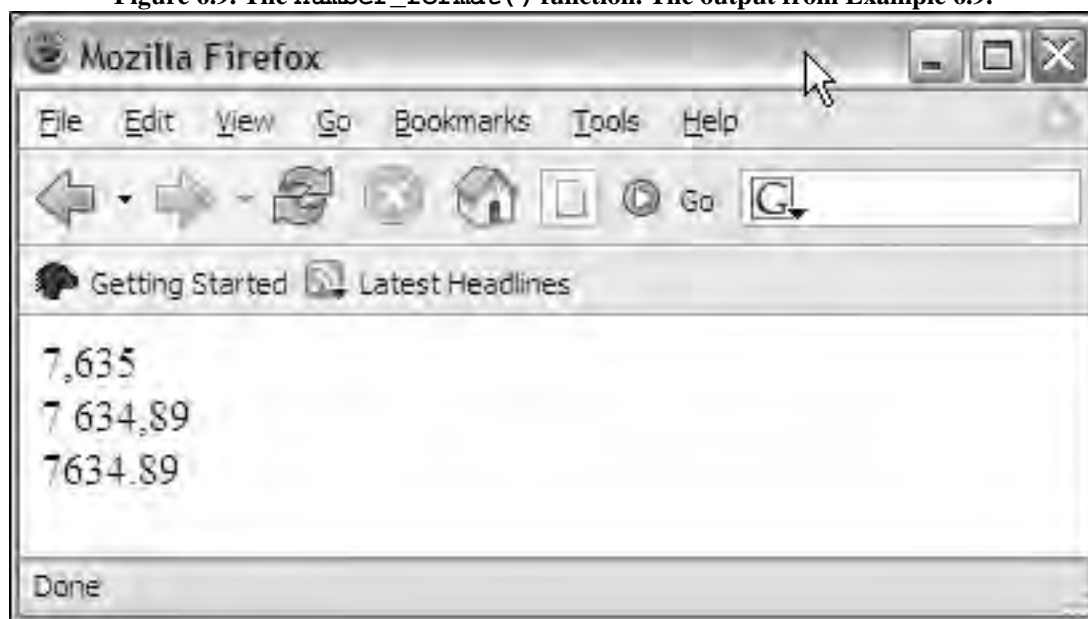 Figure 6.9. The number_format() function. The output from Example 6.9.
Mozilla Firefox
File Edit View Go Bookmarks Tools Help
Go G
Getting Started Latest Headlines
7,635
7 634,89
7634.89
Done